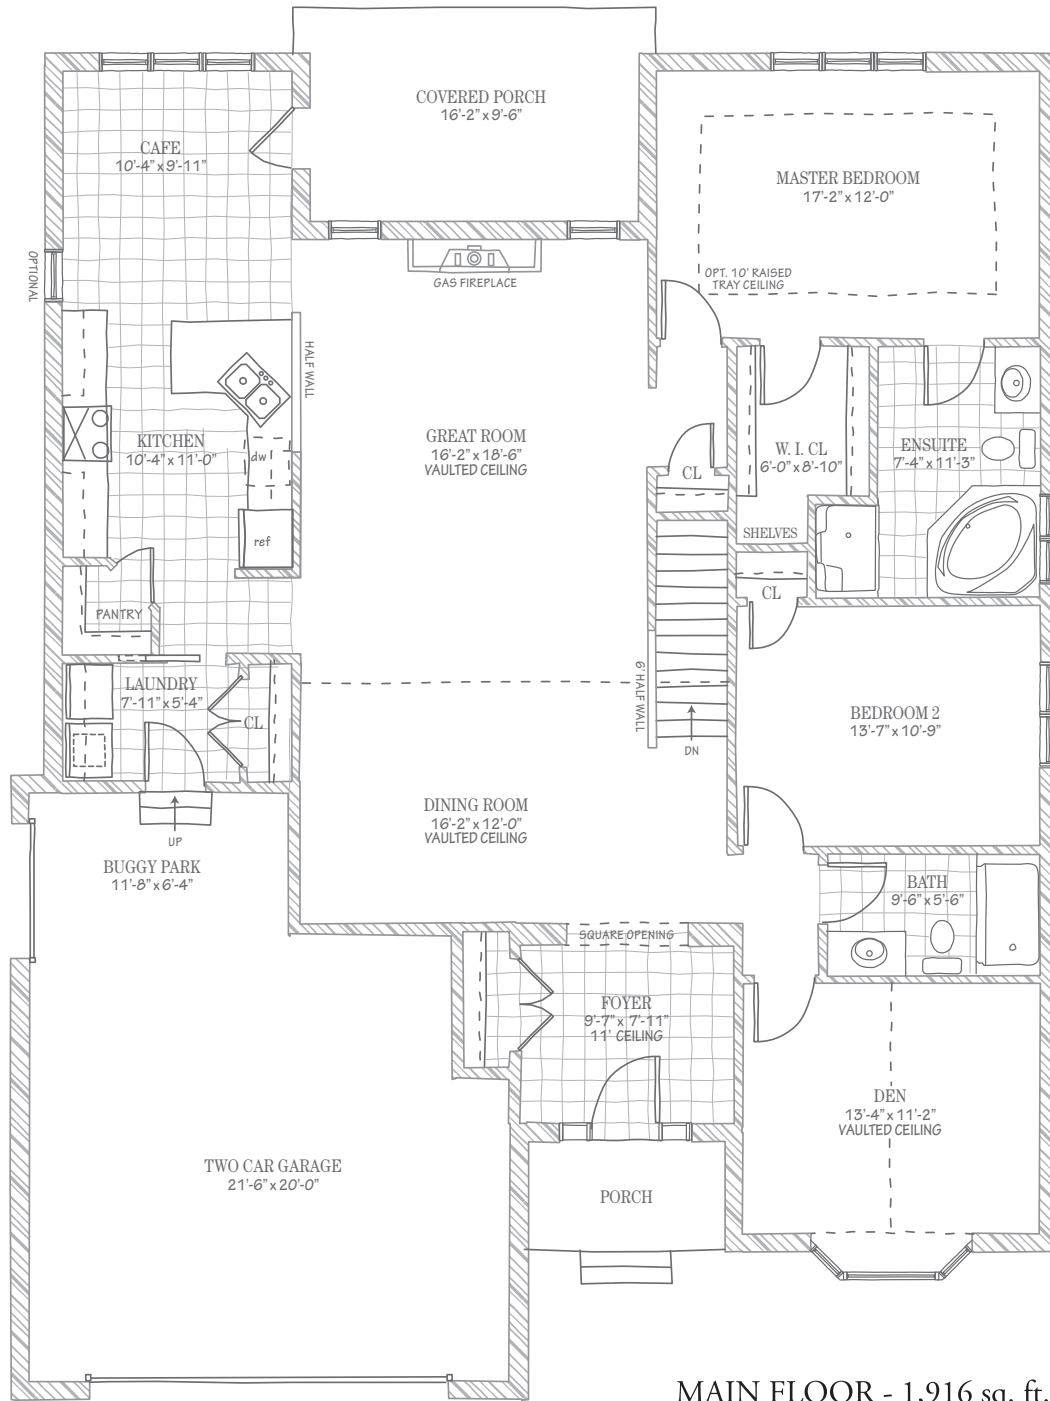 COVERED PORCH
16'-2" x 9'-6"
CAFE
10'-4" x 9'-11"
MASTER BEDROOM
17'-2" x 12'-0"
OPT. 10' RAISED
TRAY CEILING
OPTIONAL
GAS FIREPLACE
HALF WALL
KITCHEN
10'-4" x 11'-0"
dw
ref
GREAT ROOM
16'-2" x 18'-6"
VAULTED CEILING
CL
W. I. CL
6'-0" x 8'-10"
SHELVES
ENSUITE
7'-4" x 11'-3"
CL
PANTRY
LAUNDRY
7'-11" x 5'-4"
CL
6' HALF WALL
DN
BEDROOM 2
13'-7" x 10'-9"
DINING ROOM
16'-2" x 12'-0"
VAULTED CEILING
UP
BUGGY PARK
11'-8" x 6'-4"
BATH
9'-6" x 5'-6"
SQUARE OPENING
FOYER
9'-7" x 7'-11"
11' CEILING
DEN
13'-4" x 11'-2"
VAULTED CEILING
TWO CAR GARAGE
21'-6" x 20'-0"
PORCH
MAIN FLOOR - 1,916 sq. ft.